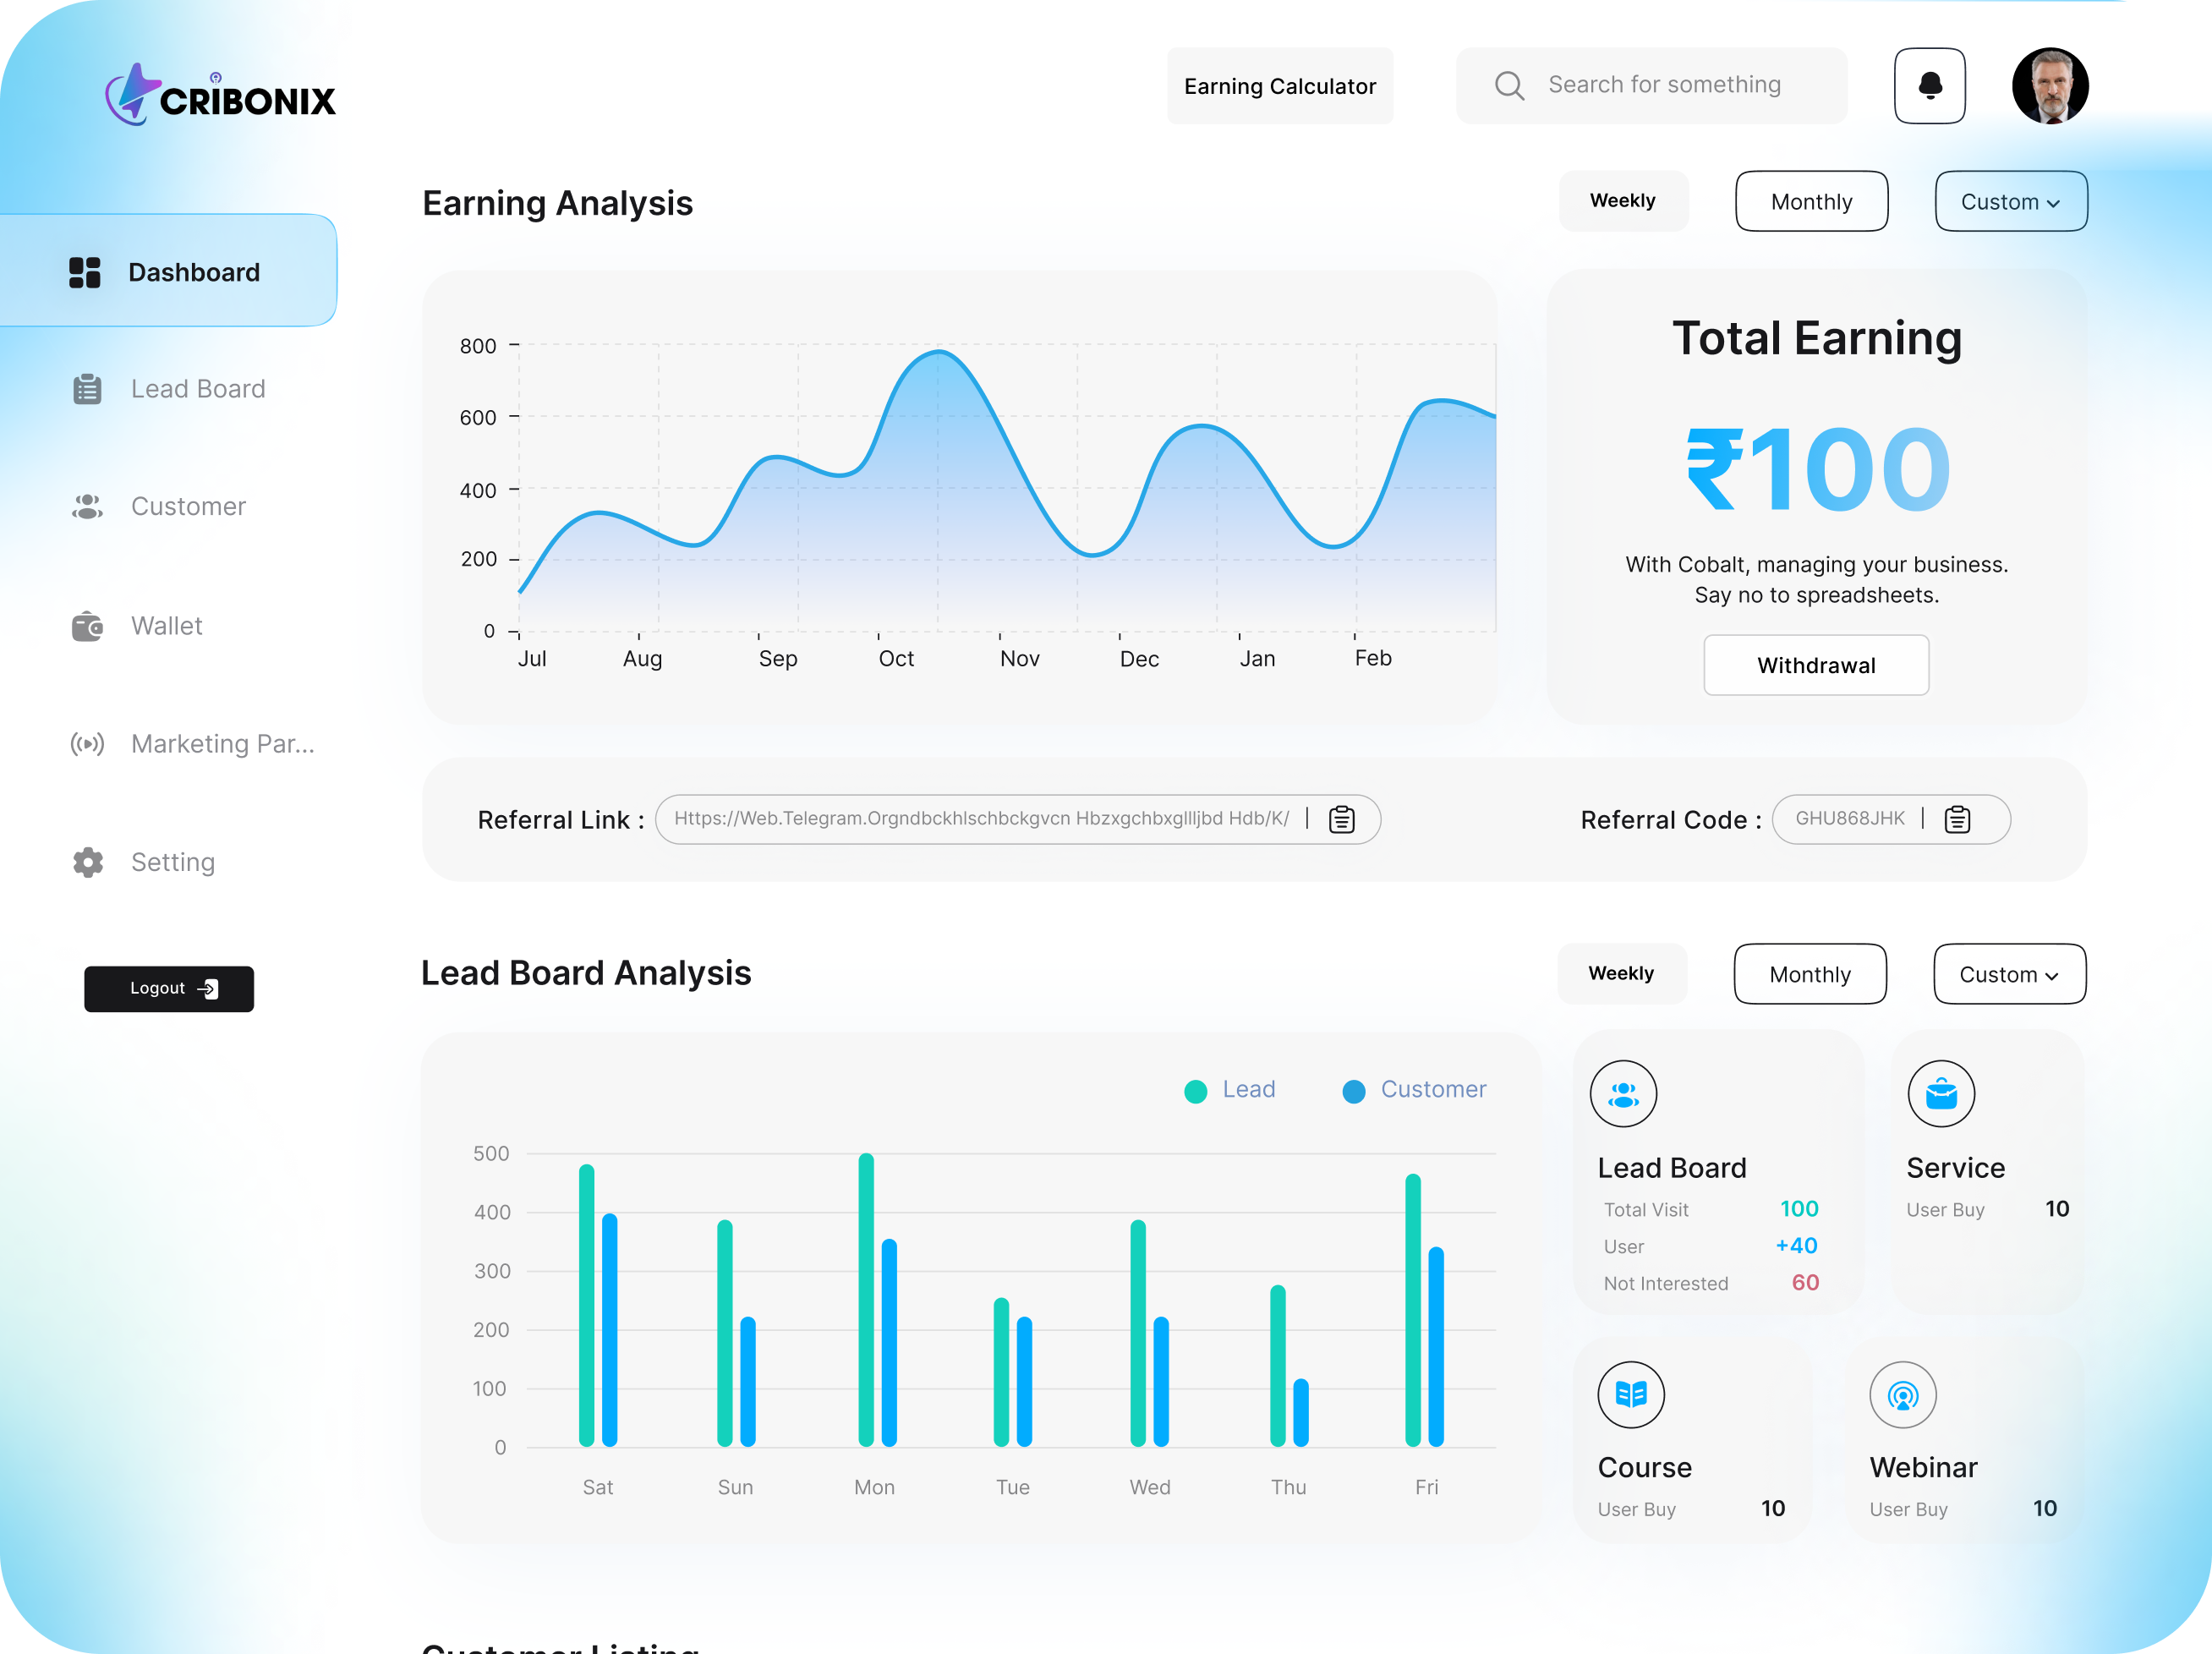 CRIBONIX
Earning Calculator
Search for something
Dashboard
Lead Board
Customer
Wallet
Marketing Par...
Setting
Logout
Earning Analysis
Weekly
Monthly
Custom
800
600
400
200
0
Jul Aug Sep Oct Nov Dec Jan Feb
Total Earning
₹100
With Cobalt, managing your business.
Say no to spreadsheets.
Withdrawal
Referral Link : Https://Web.Telegram.Orgndbckhlschbckgvcn Hbzxgchbxgllljbd Hdb/K/ |
Referral Code : GHU868JHK |
Lead Board Analysis
Weekly
Monthly
Custom
Lead Customer
500
400
300
200
100
0
Sat Sun Mon Tue Wed Thu Fri
Lead Board
Total Visit 100
User +40
Not Interested 60
Service
User Buy 10
Course
User Buy 10
Webinar
User Buy 10
Customer Listing